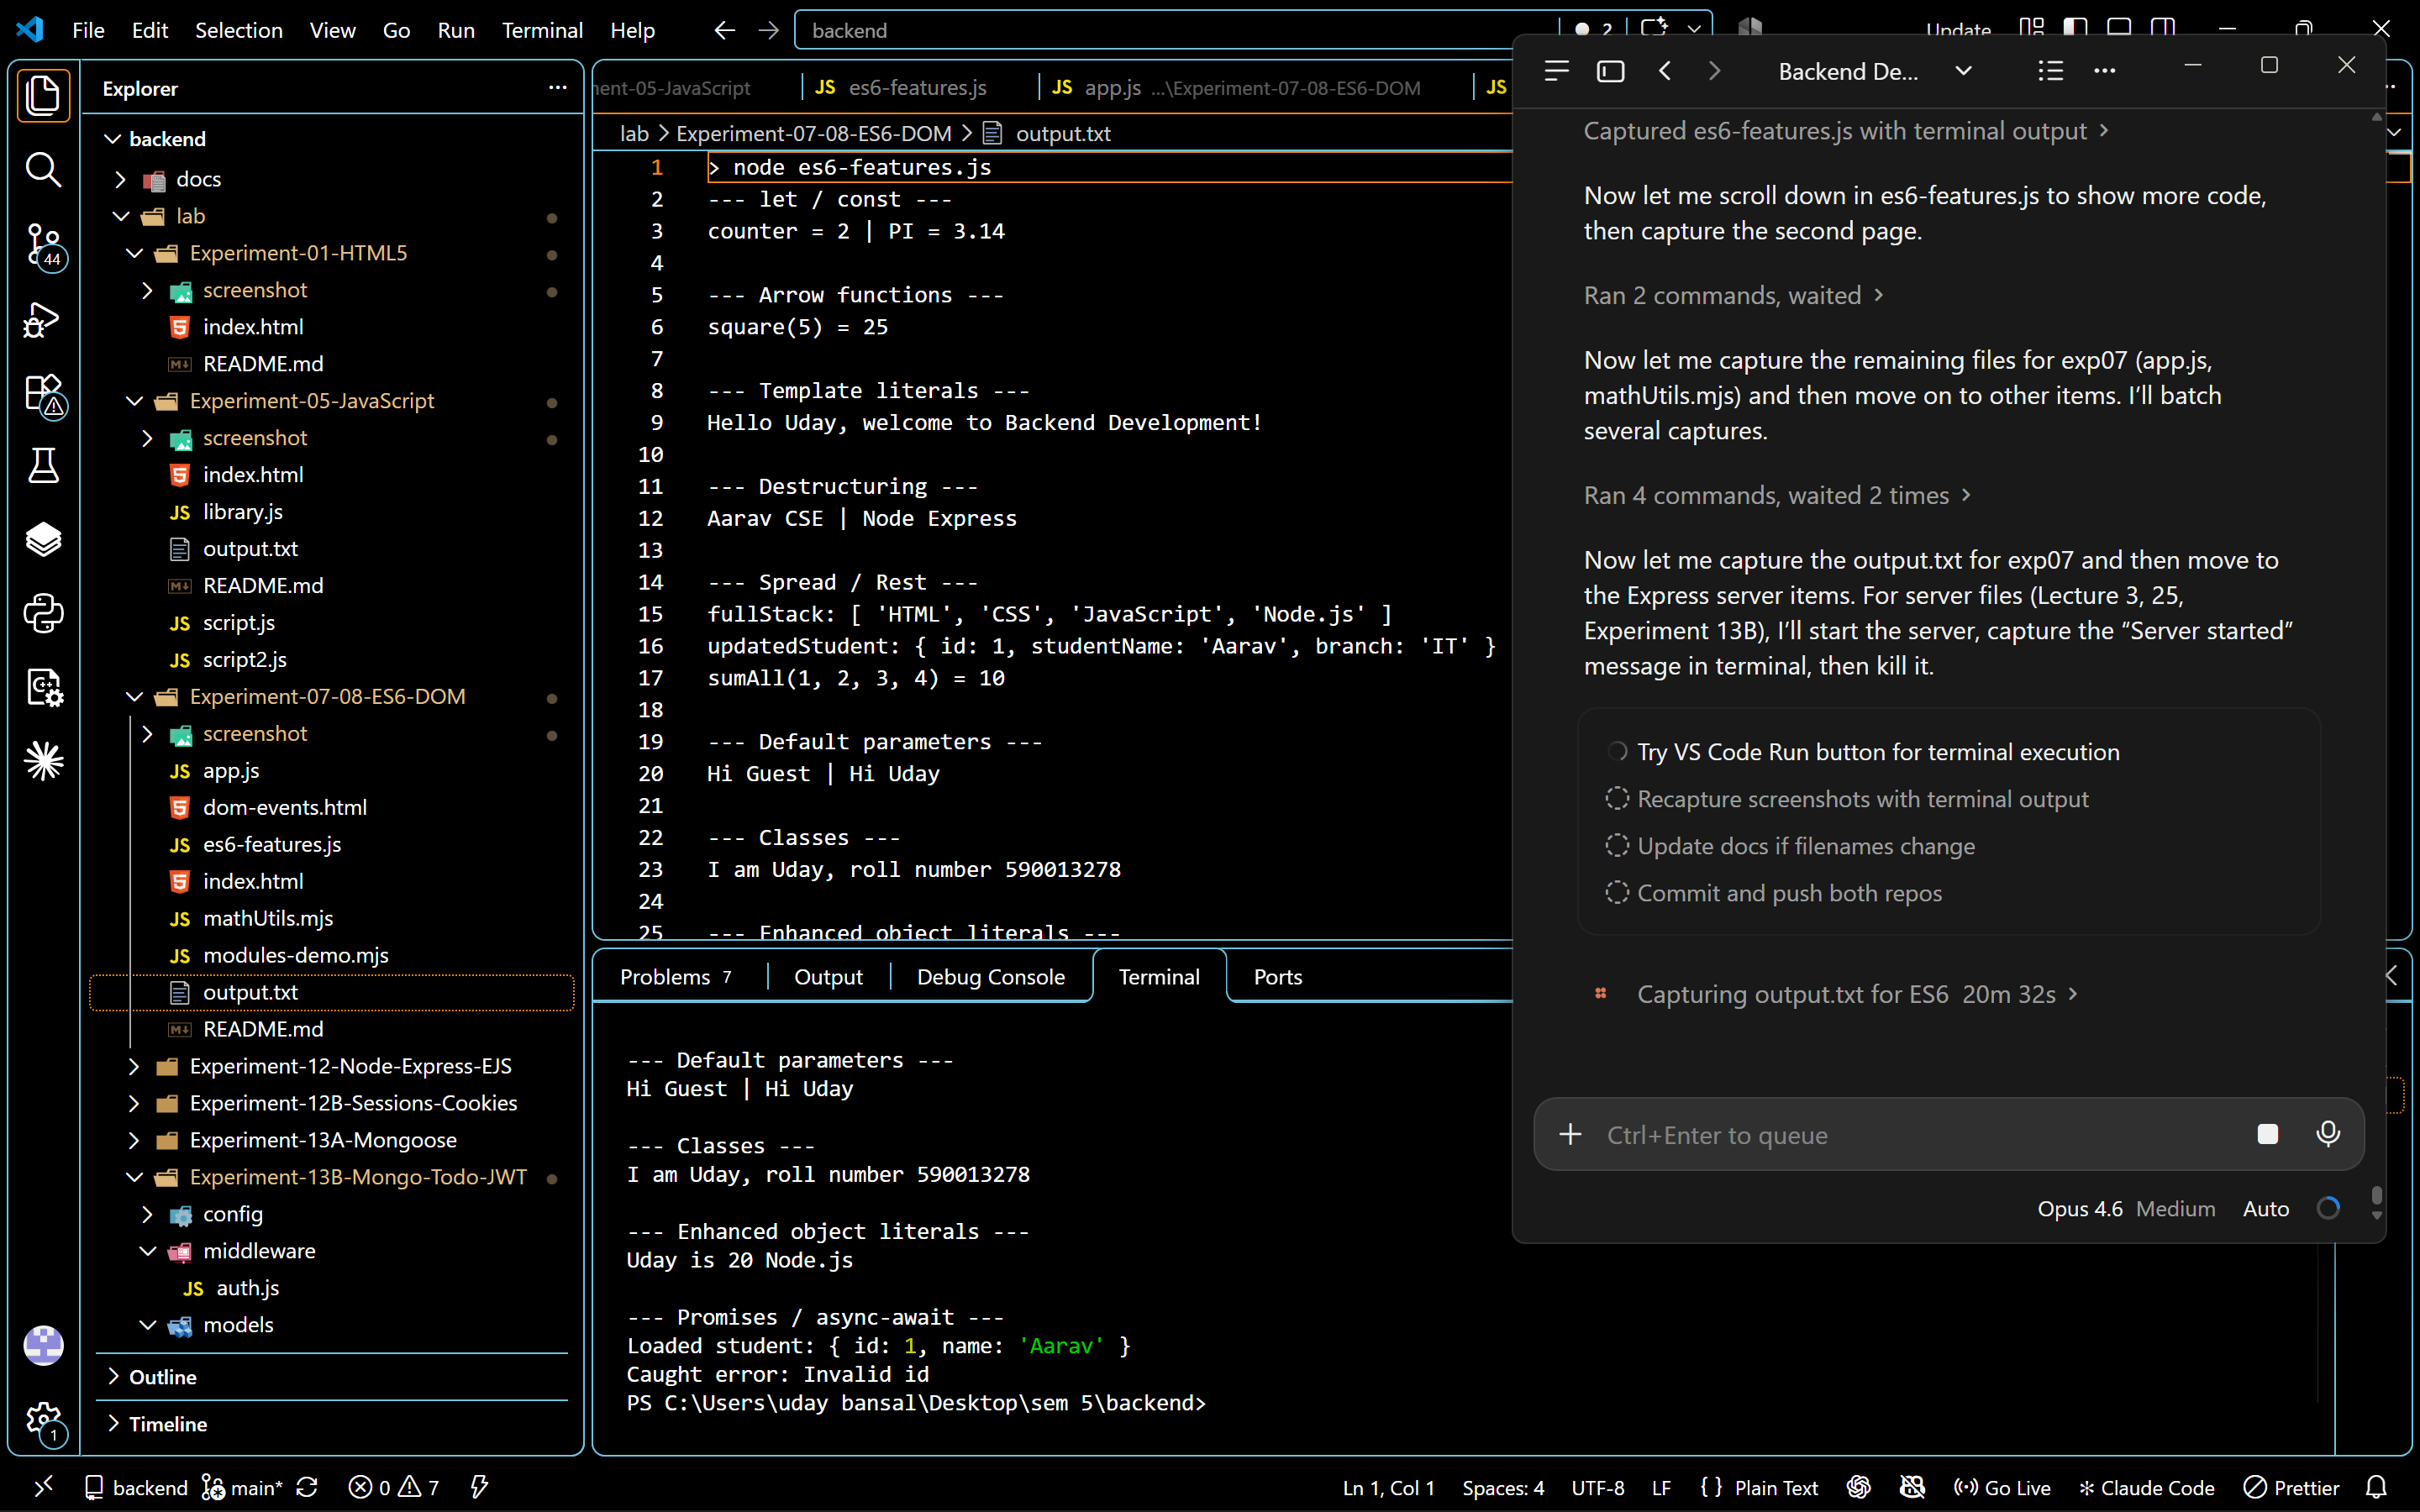 File Edit Selection View Go Run Terminal Help
backend
2
Update
Explorer
backend
docs
lab
Experiment-01-HTML5
screenshot
index.html
README.md
Experiment-05-JavaScript
screenshot
index.html
library.js
output.txt
README.md
script.js
script2.js
Experiment-07-08-ES6-DOM
screenshot
app.js
dom-events.html
es6-features.js
index.html
mathUtils.mjs
modules-demo.mjs
output.txt
README.md
Experiment-12-Node-Express-EJS
Experiment-12B-Sessions-Cookies
Experiment-13A-Mongoose
Experiment-13B-Mongo-Todo-JWT
config
middleware
auth.js
models
Outline
Timeline
44
1
ment-05-JavaScript
JS es6-features.js
JS app.js ...\Experiment-07-08-ES6-DOM
JS
lab > Experiment-07-08-ES6-DOM > output.txt
1 > node es6-features.js
2 --- let / const ---
3 counter = 2 | PI = 3.14
4
5 --- Arrow functions ---
6 square(5) = 25
7
8 --- Template literals ---
9 Hello Uday, welcome to Backend Development!
10
11 --- Destructuring ---
12 Aarav CSE | Node Express
13
14 --- Spread / Rest ---
15 fullStack: [ 'HTML', 'CSS', 'JavaScript', 'Node.js' ]
16 updatedStudent: { id: 1, studentName: 'Aarav', branch: 'IT' }
17 sumAll(1, 2, 3, 4) = 10
18
19 --- Default parameters ---
20 Hi Guest | Hi Uday
21
22 --- Classes ---
23 I am Uday, roll number 590013278
24
25 --- Enhanced object literals ---
Problems 7 Output Debug Console Terminal Ports
--- Default parameters ---
Hi Guest | Hi Uday
--- Classes ---
I am Uday, roll number 590013278
--- Enhanced object literals ---
Uday is 20 Node.js
--- Promises / async-await ---
Loaded student: { id: 1, name: 'Aarav' }
Caught error: Invalid id
PS C:\Users\uday bansal\Desktop\sem 5\backend>
Backend De...
Captured es6-features.js with terminal output >
Now let me scroll down in es6-features.js to show more code,
then capture the second page.
Ran 2 commands, waited >
Now let me capture the remaining files for exp07 (app.js,
mathUtils.mjs) and then move on to other items. I'll batch
several captures.
Ran 4 commands, waited 2 times >
Now let me capture the output.txt for exp07 and then move to
the Express server items. For server files (Lecture 3, 25,
Experiment 13B), I'll start the server, capture the “Server started”
message in terminal, then kill it.
Try VS Code Run button for terminal execution
Recapture screenshots with terminal output
Update docs if filenames change
Commit and push both repos
Capturing output.txt for ES6 20m 32s >
Ctrl+Enter to queue
Opus 4.6 Medium Auto
backend main* 0 7
Ln 1, Col 1 Spaces: 4 UTF-8 LF {} Plain Text Go Live Claude Code Prettier